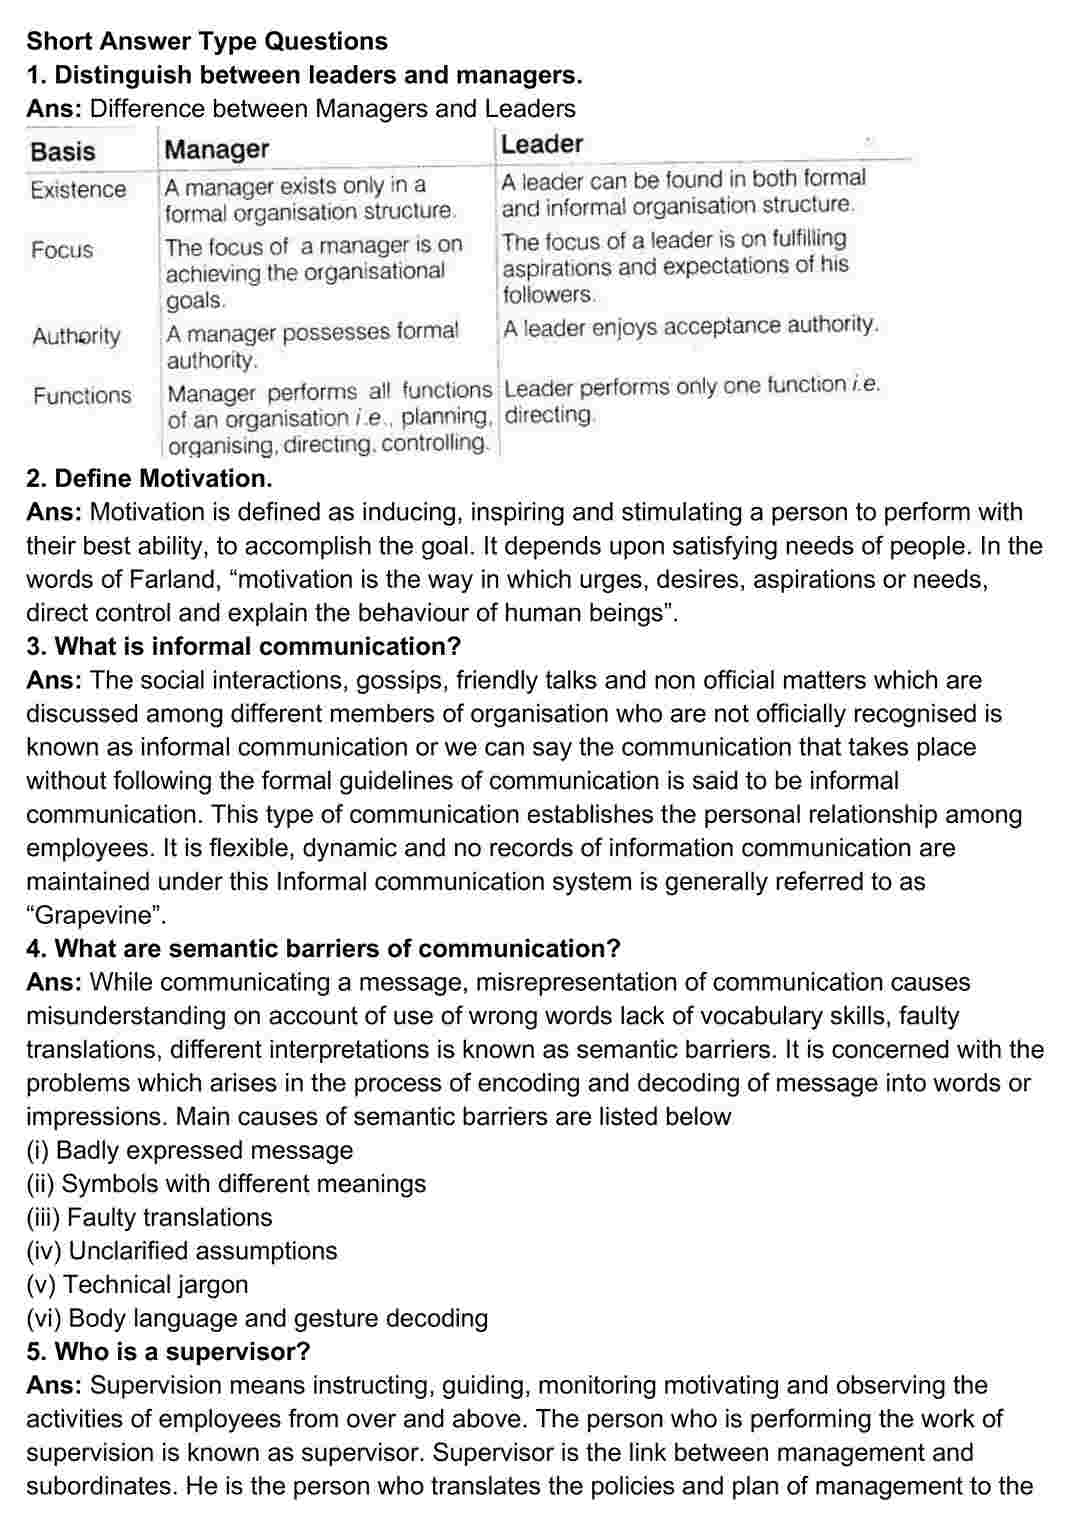 Short Answer Type Questions
1. Distinguish between leaders and managers.
Ans: Difference between Managers and Leaders
Basis Manager Leader
Existence A manager exists only in a formal organisation structure. A leader can be found in both formal and informal organisation structure.
Focus The focus of a manager is on achieving the organisational goals. The focus of a leader is on fulfilling aspirations and expectations of his followers.
Authority A manager possesses formal authority. A leader enjoys acceptance authority.
Functions Manager performs all functions of an organisation i.e., planning, organising, directing, controlling. Leader performs only one function i.e. directing.
2. Define Motivation.
Ans: Motivation is defined as inducing, inspiring and stimulating a person to perform with
their best ability, to accomplish the goal. It depends upon satisfying needs of people. In the
words of Farland, “motivation is the way in which urges, desires, aspirations or needs,
direct control and explain the behaviour of human beings”.
3. What is informal communication?
Ans: The social interactions, gossips, friendly talks and non official matters which are
discussed among different members of organisation who are not officially recognised is
known as informal communication or we can say the communication that takes place
without following the formal guidelines of communication is said to be informal
communication. This type of communication establishes the personal relationship among
employees. It is flexible, dynamic and no records of information communication are
maintained under this Informal communication system is generally referred to as
“Grapevine”.
4. What are semantic barriers of communication?
Ans: While communicating a message, misrepresentation of communication causes
misunderstanding on account of use of wrong words lack of vocabulary skills, faulty
translations, different interpretations is known as semantic barriers. It is concerned with the
problems which arises in the process of encoding and decoding of message into words or
impressions. Main causes of semantic barriers are listed below
(i) Badly expressed message
(ii) Symbols with different meanings
(iii) Faulty translations
(iv) Unclarified assumptions
(v) Technical jargon
(vi) Body language and gesture decoding
5. Who is a supervisor?
Ans: Supervision means instructing, guiding, monitoring motivating and observing the
activities of employees from over and above. The person who is performing the work of
supervision is known as supervisor. Supervisor is the link between management and
subordinates. He is the person who translates the policies and plan of management to the